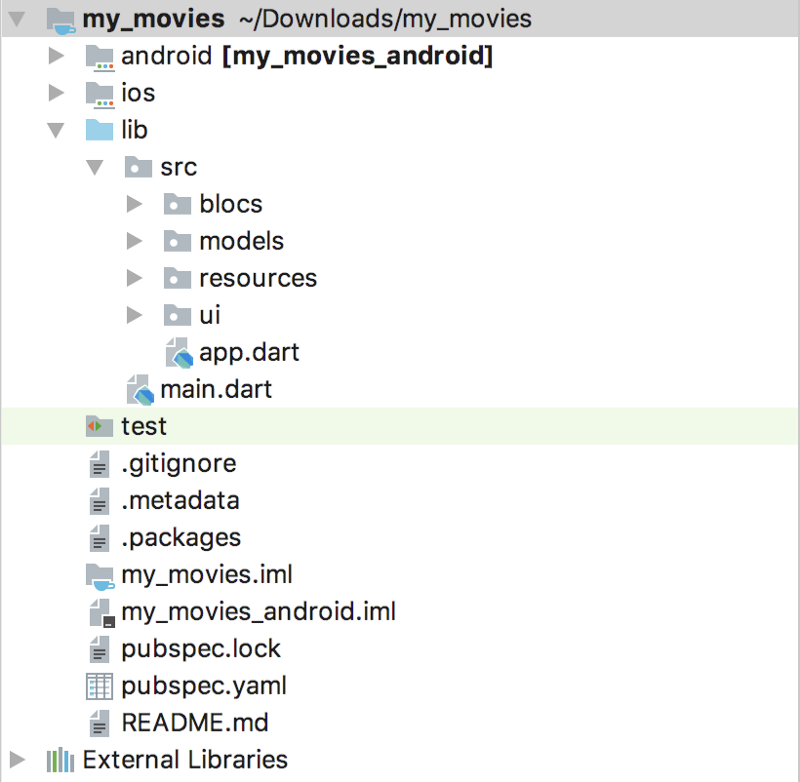 my_movies ~/Downloads/my_movies
android [my_movies_android]
ios
lib
src
blocs
models
resources
ui
app.dart
main.dart
test
.gitignore
.metadata
.packages
my_movies.iml
my_movies_android.iml
pubspec.lock
pubspec.yaml
README.md
External Libraries